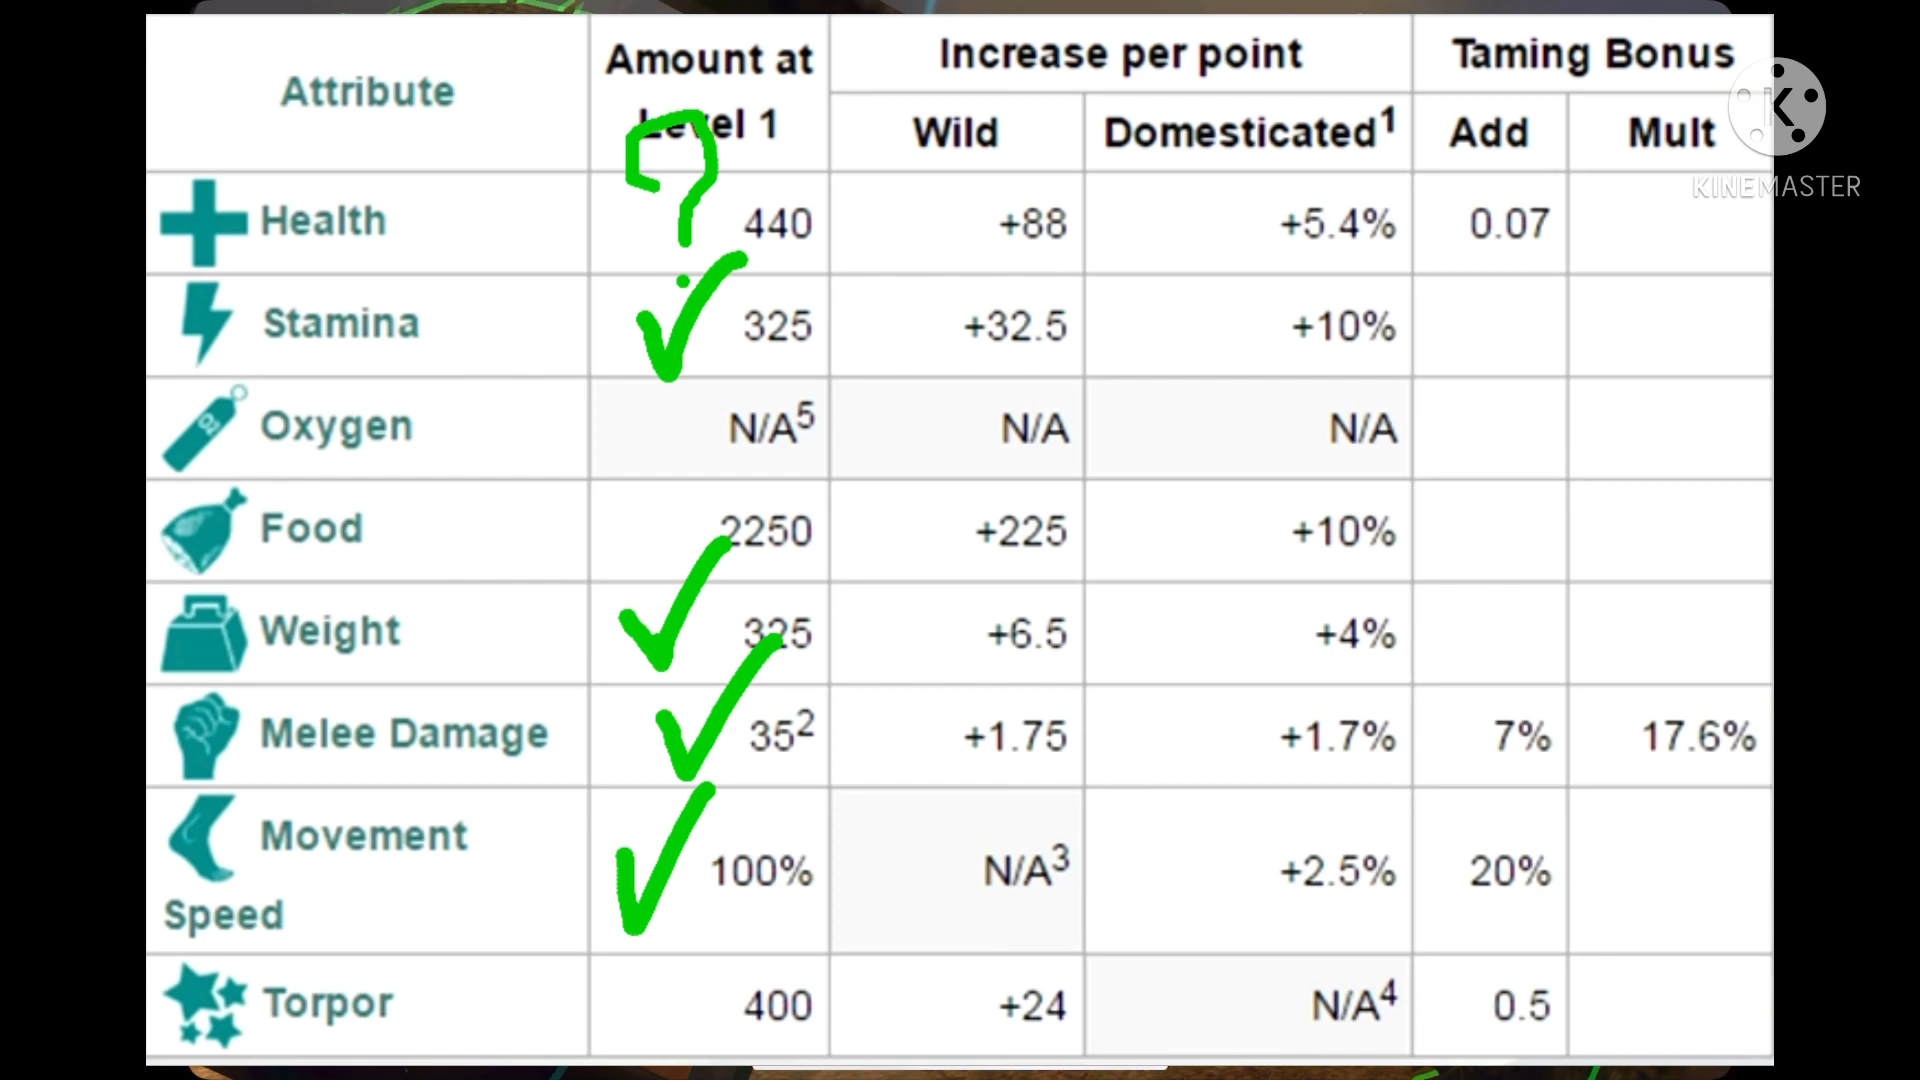 Attribute Amount at Level 1 Increase per point Taming Bonus
Wild Domesticated1 Add Mult
KINEMASTER
Health 440 +88 +5.4% 0.07
?
Stamina 325 +32.5 +10%
Oxygen N/A5 N/A N/A
Food 2250 +225 +10%
Weight 325 +6.5 +4%
Melee Damage 352 +1.75 +1.7% 7% 17.6%
Movement Speed 100% N/A3 +2.5% 20%
Torpor 400 +24 N/A4 0.5